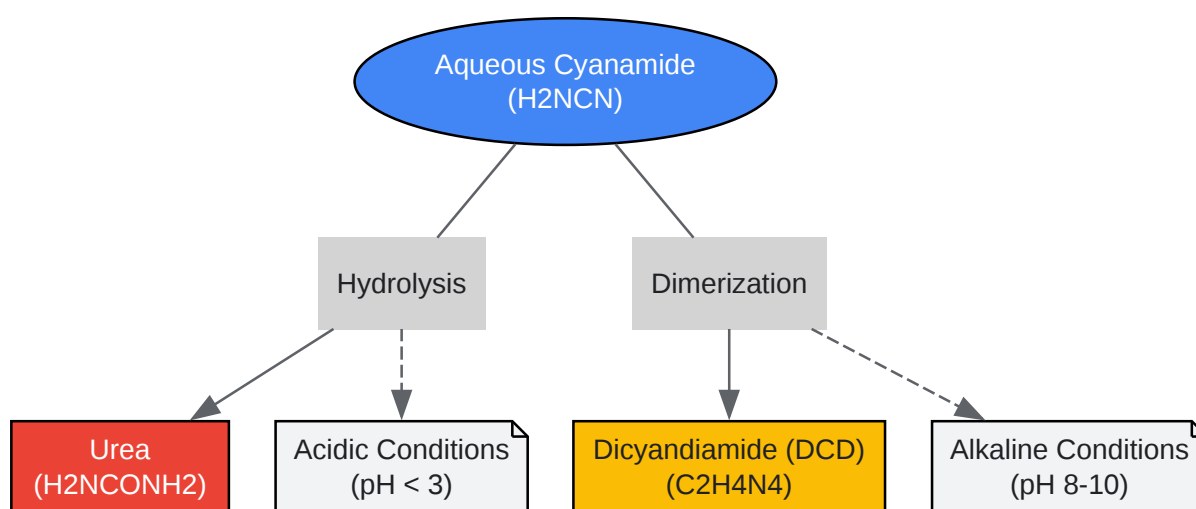 Aqueous Cyanamide
(H2NCN)
Hydrolysis
Dimerization
Urea
(H2NCONH2)
Acidic Conditions
(pH < 3)
Dicyandiamide (DCD)
(C2H4N4)
Alkaline Conditions
(pH 8-10)